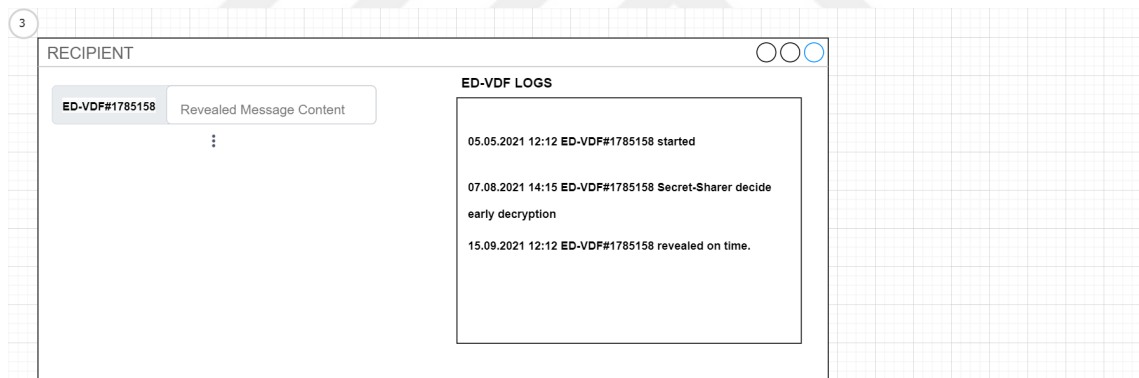 3
RECIPIENT
ED-VDF#1785158
Revealed Message Content
ED-VDF LOGS
05.05.2021 12:12 ED-VDF#1785158 started
07.08.2021 14:15 ED-VDF#1785158 Secret-Sharer decide
early decryption
15.09.2021 12:12 ED-VDF#1785158 revealed on time.